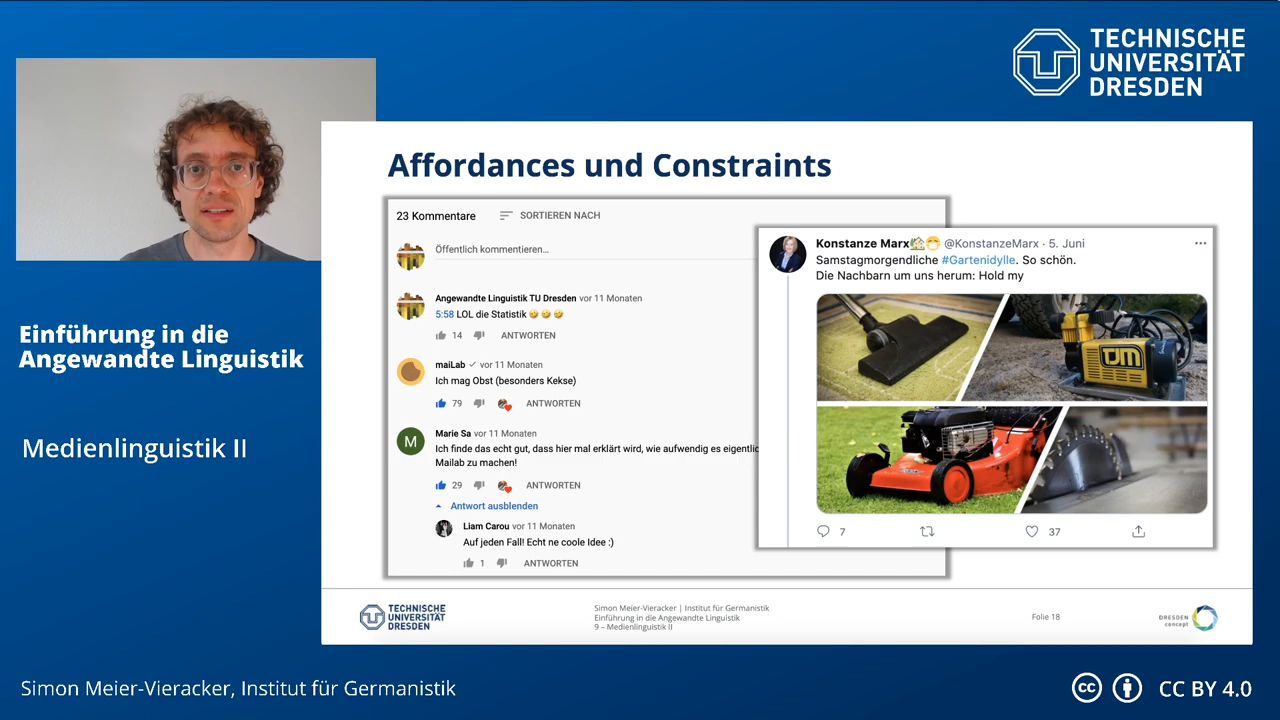 TECHNISCHE
UNIVERSITÄT
DRESDEN
Affordances und Constraints
23 Kommentare SORTIEREN NACH
Öffentlich kommentieren...
Angewandte Linguistik TU Dresden vor 11 Monaten
5:58 LOL die Statistik 🤣 🤣 🤣
14 ANTWORTEN
maiLab vor 11 Monaten
Ich mag Obst (besonders Kekse)
79 ANTWORTEN
M
Marie Sa vor 11 Monaten
Ich finde das echt gut, dass hier mal erklärt wird, wie aufwendig es eigentlic
Mailab zu machen!
29 ANTWORTEN
Antwort ausblenden
Liam Carou vor 11 Monaten
Auf jeden Fall! Echt ne coole Idee :)
1 ANTWORTEN
Konstanze Marx🏡😷 @KonstanzeMarx · 5. Juni
Samstagmorgendliche #Gartenidylle. So schön.
Die Nachbarn um uns herum: Hold my
TJM
7 37
Einführung in die
Angewandte Linguistik
Medienlinguistik II
TECHNISCHE
UNIVERSITÄT
DRESDEN
Simon Meier-Vieracker | Institut für Germanistik
Einführung in die Angewandte Linguistik
9 – Medienlinguistik II
Folie 18
DRESDEN
concept
Simon Meier-Vieracker, Institut für Germanistik
cc CC BY 4.0